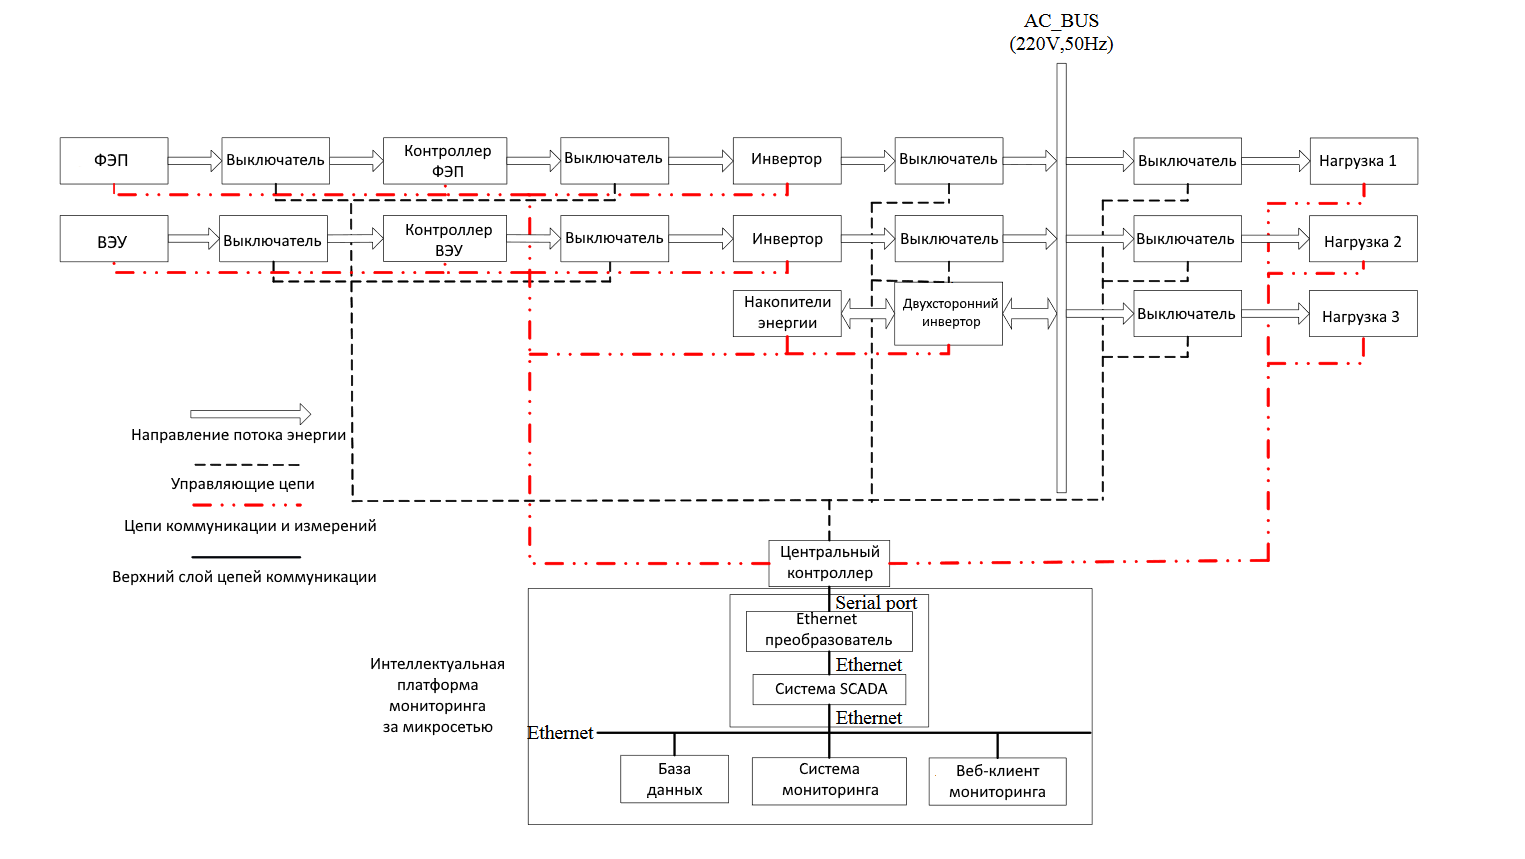 AC_BUS
(220V,50Hz)
ФЭП
Выключатель
Контроллер
ФЭП
Выключатель
Инвертор
Выключатель
Выключатель
Нагрузка 1
ВЭУ
Выключатель
Контроллер
ВЭУ
Выключатель
Инвертор
Выключатель
Выключатель
Нагрузка 2
Накопители
энергии
Двухсторонний
инвертор
Выключатель
Нагрузка 3
Направление потока энергии
Управляющие цепи
Цепи коммуникации и измерений
Верхний слой цепей коммуникации
Центральный
контроллер
Serial port
Ethernet
преобразователь
Ethernet
Система SCADA
Ethernet
Интеллектуальная
платформа
мониторинга
за микросетью
Ethernet
База
данных
Система
мониторинга
Веб-клиент
мониторинга